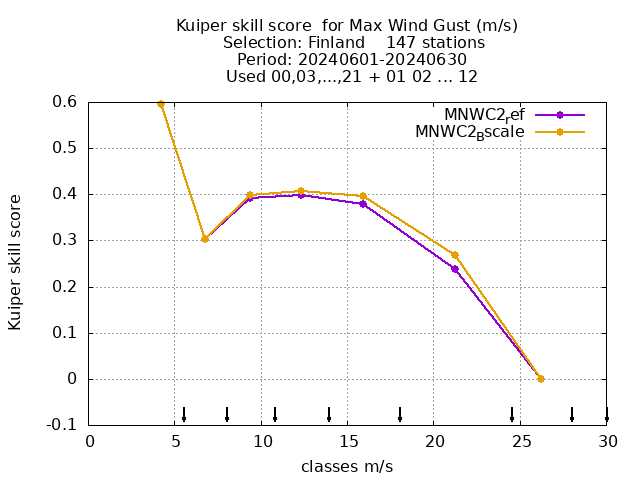 Kuiper skill score  for Max Wind Gust (m/s)
Selection: Finland    147 stations
Period: 20240601-20240630
Used 00,03,...,21 + 01 02 ... 12
MNWC2ref
MNWC2Bscale
0.6
0.5
0.4
0.3
0.2
0.1
0
-0.1
Kuiper skill score
0 5 10 15 20 25 30
classes m/s